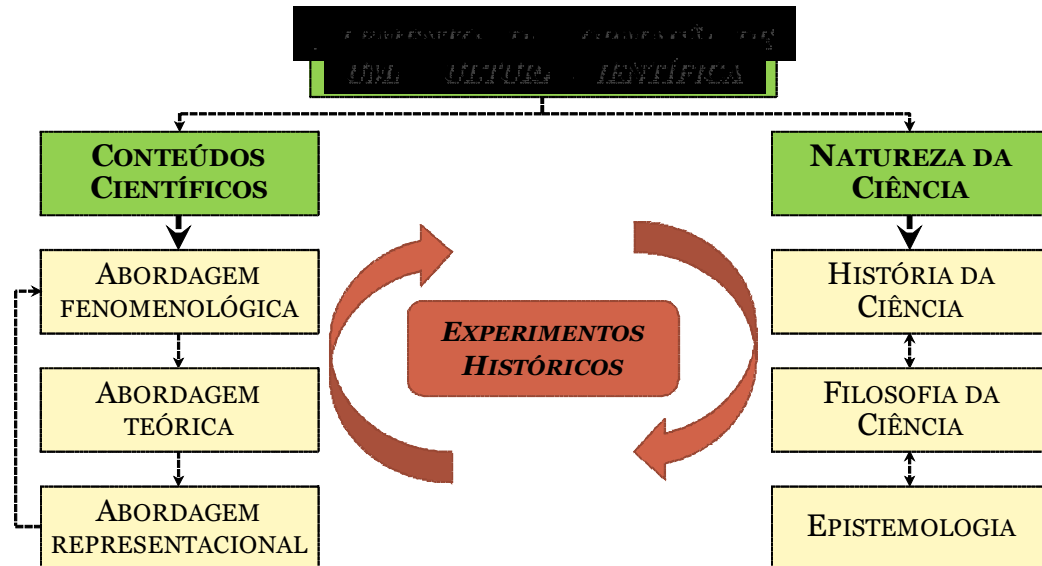 CONTEÚDOS
CIENTÍFICOS
NATUREZA DA
CIÊNCIA
ABORDAGEM
FENOMENOLÓGICA
HISTÓRIA DA
CIÊNCIA
EXPERIMENTOS
HISTÓRICOS
ABORDAGEM
TEÓRICA
FILOSOFIA DA
CIÊNCIA
ABORDAGEM
REPRESENTACIONAL
EPISTEMOLOGIA